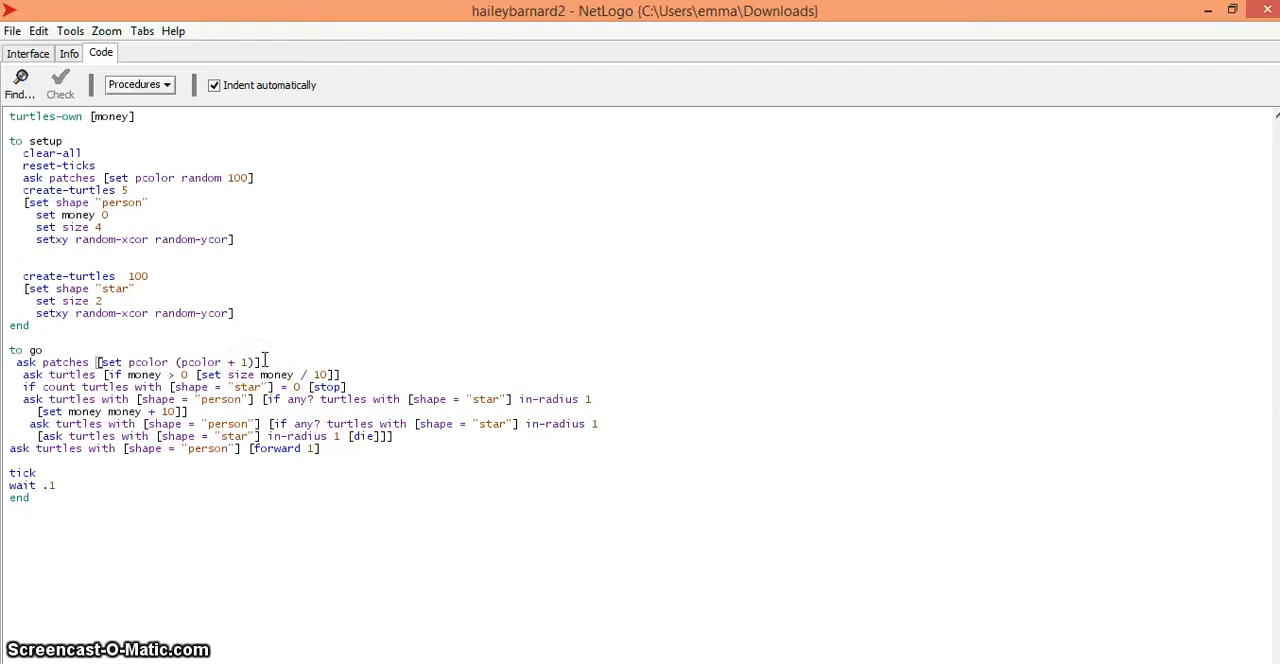 haileybarnard2 - NetLogo {C:\Users\emma\Downloads}
File Edit Tools Zoom Tabs Help
Interface Info Code
Find... Check Procedures Indent automatically
turtles-own [money]
to setup
clear-all
reset-ticks
ask patches [set pcolor random 100]
create-turtles 5
[set shape "person"
set money 0
set size 4
setxy random-xcor random-ycor]
create-turtles  100
[set shape "star"
set size 2
setxy random-xcor random-ycor]
end
to go
ask patches [set pcolor (pcolor + 1)]
ask turtles [if money > 0 [set size money / 10]]
if count turtles with [shape = "star"] = 0 [stop]
ask turtles with [shape = "person"] [if any? turtles with [shape = "star"] in-radius 1
[set money money + 10]]
ask turtles with [shape = "person"] [if any? turtles with [shape = "star"] in-radius 1
[ask turtles with [shape = "star"] in-radius 1 [die]]]
ask turtles with [shape = "person"] [forward 1]
tick
wait .1
end
Screencast-O-Matic.com